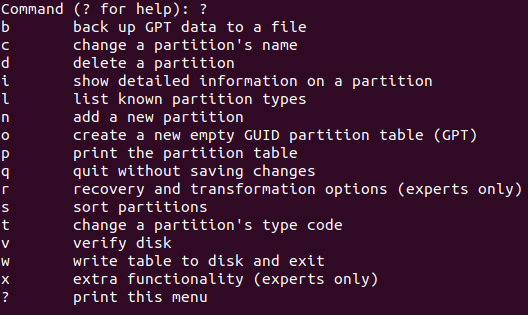 Command (? for help): ?
b       back up GPT data to a file
c       change a partition's name
d       delete a partition
i       show detailed information on a partition
l       list known partition types
n       add a new partition
o       create a new empty GUID partition table (GPT)
p       print the partition table
q       quit without saving changes
r       recovery and transformation options (experts only)
s       sort partitions
t       change a partition's type code
v       verify disk
w       write table to disk and exit
x       extra functionality (experts only)
?       print this menu